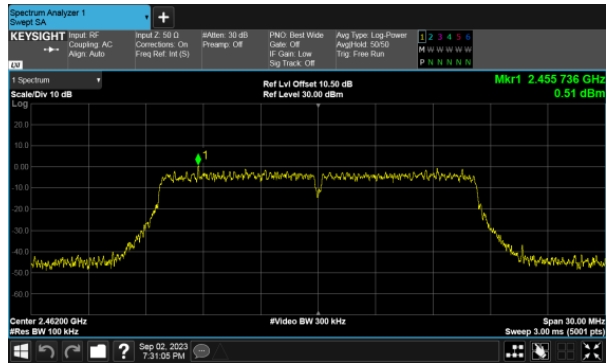 Spectrum Analyzer 1
Swept SA
+
KEYSIGHT
Input: RF
Coupling: AC
Align: Auto
Input Z: 50 Ω
Corrections: On
Freq Ref: Int (S)
#Atten: 30 dB
Preamp: Off
PNO: Best Wide
Gate: Off
IF Gain: Low
Sig Track: Off
Avg Type: Log-Power
Avg|Hold: 50/50
Trig: Free Run
1 2 3 4 5 6
M W W W W W
P N N N N N
1 Spectrum
Scale/Div 10 dB
Log
Ref Lvl Offset 10.50 dB
Ref Level 30.00 dBm
Mkr1 2.455 736 GHz
0.51 dBm
20.0
10.0
0.00
-10.0
-20.0
-30.0
-40.0
-50.0
-60.0
1
Center 2.46200 GHz
#Res BW 100 kHz
#Video BW 300 kHz
Span 30.00 MHz
Sweep 3.00 ms (5001 pts)
?
Sep 02, 2023
7:31:05 PM